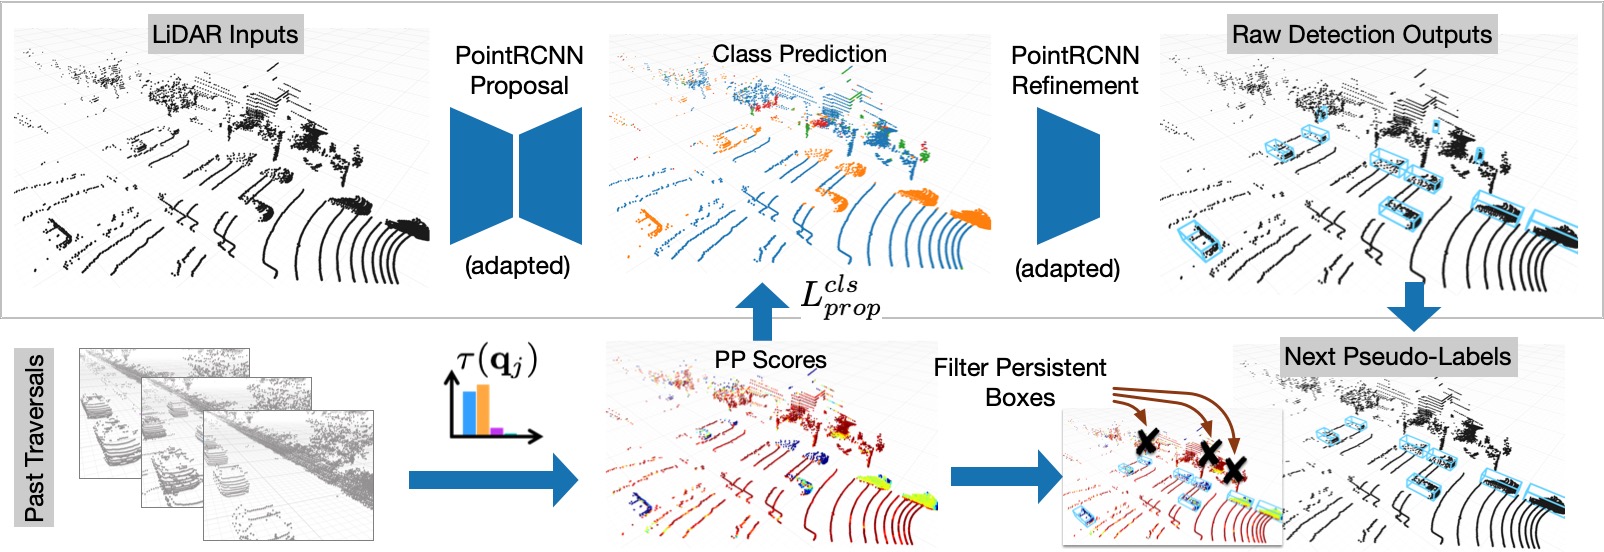 LiDAR Inputs
PointRCNN
Proposal
(adapted)
Class Prediction
PointRCNN
Refinement
(adapted)
Raw Detection Outputs
$L_{prop}^{cls}$
Past Traversals
$\tau(\mathbf{q}_j)$
PP Scores
Filter Persistent
Boxes
Next Pseudo-Labels